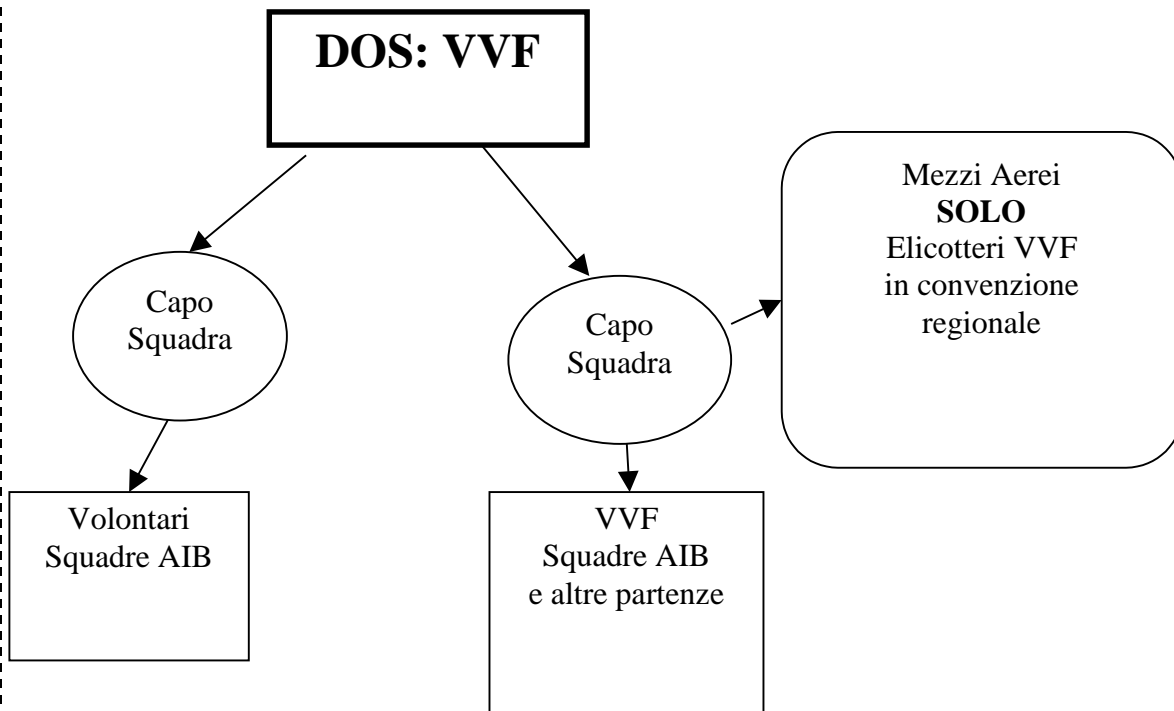 DOS: VVF
Capo
Squadra
Capo
Squadra
Mezzi Aerei
SOLO
Elicotteri VVF
in convenzione
regionale
Volontari
Squadre AIB
VVF
Squadre AIB
e altre partenze